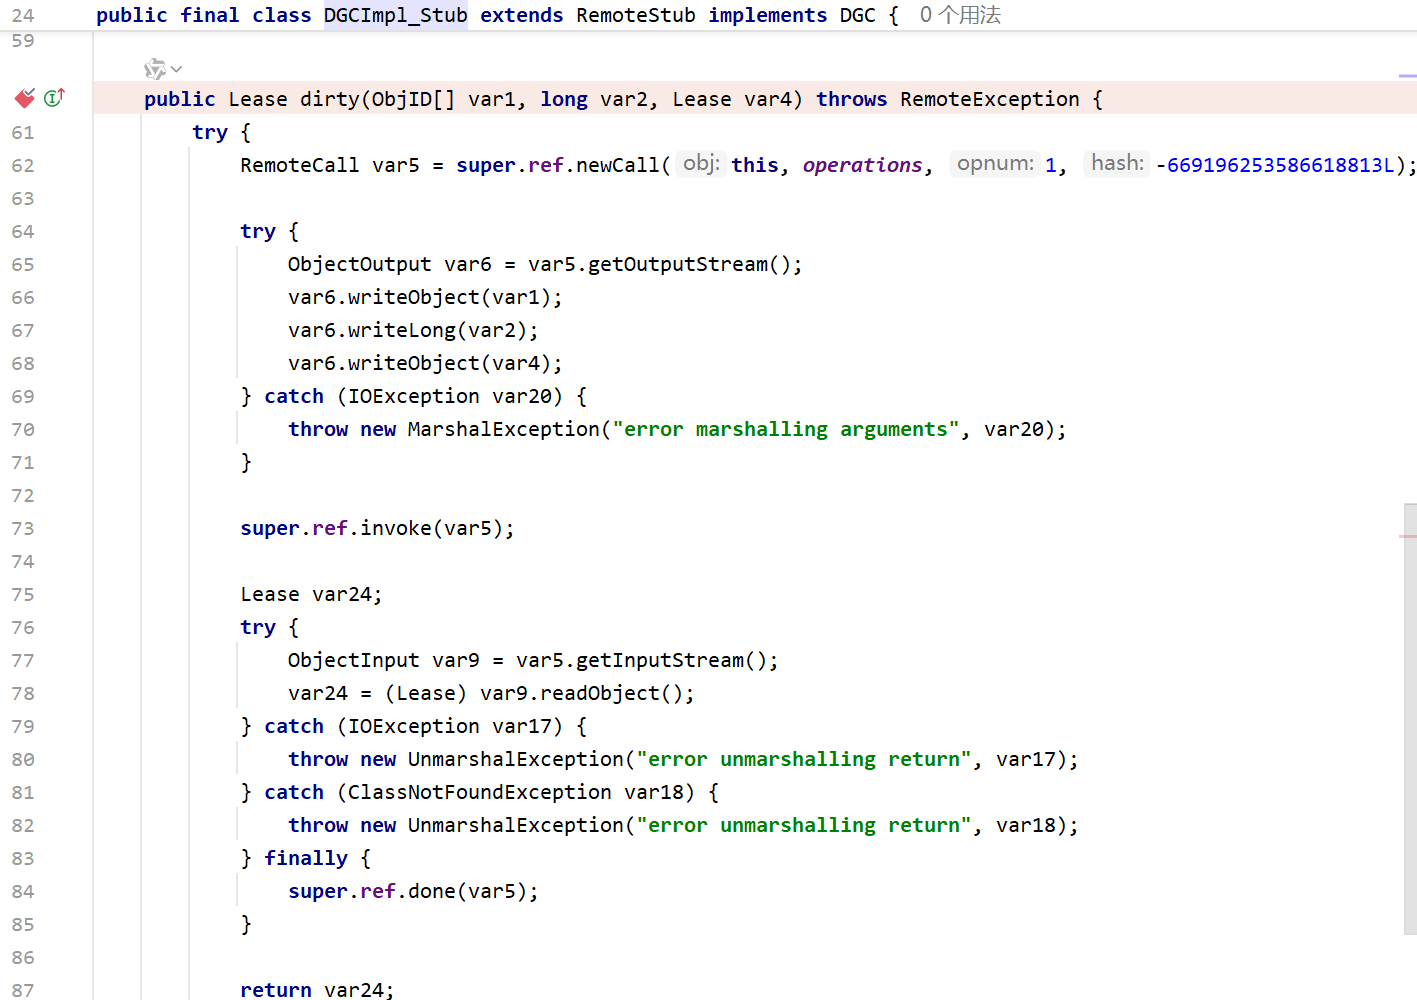 24 public final class DGCImpl_Stub extends RemoteStub implements DGC { 0 个用法
59
public Lease dirty(ObjID[] var1, long var2, Lease var4) throws RemoteException {
61 try {
62 RemoteCall var5 = super.ref.newCall( obj: this, operations, opnum: 1, hash: -669196253586618813L);
63
64 try {
65 ObjectOutput var6 = var5.getOutputStream();
66 var6.writeObject(var1);
67 var6.writeLong(var2);
68 var6.writeObject(var4);
69 } catch (IOException var20) {
70 throw new MarshalException("error marshalling arguments", var20);
71 }
72
73 super.ref.invoke(var5);
74
75 Lease var24;
76 try {
77 ObjectInput var9 = var5.getInputStream();
78 var24 = (Lease) var9.readObject();
79 } catch (IOException var17) {
80 throw new UnmarshalException("error unmarshalling return", var17);
81 } catch (ClassNotFoundException var18) {
82 throw new UnmarshalException("error unmarshalling return", var18);
83 } finally {
84 super.ref.done(var5);
85 }
86
87 return var24;